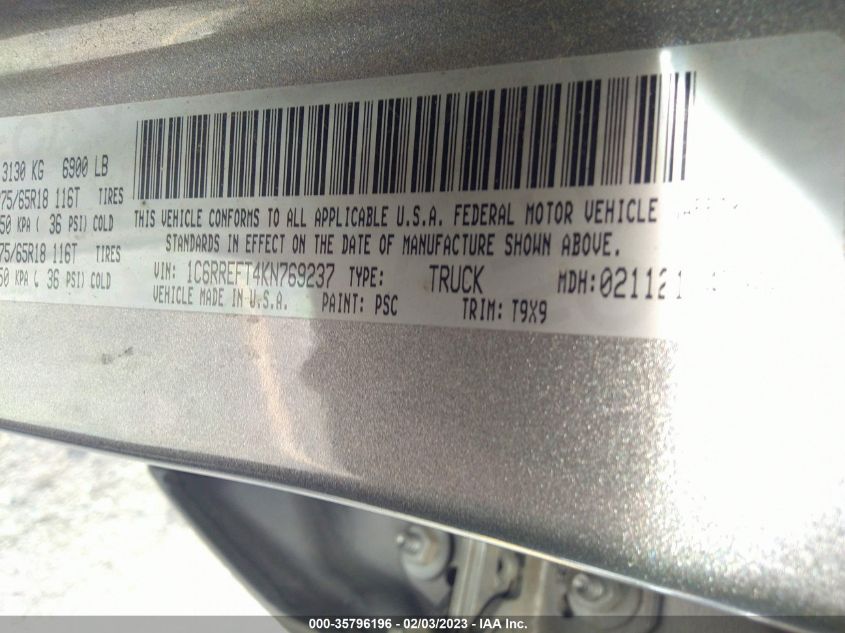 3130 KG 6900 LB
75/65R18 116T TIRES
50 KPA ( 36 PSI) COLD
75/65R18 116T TIRES
50 KPA ( 36 PSI) COLD
THIS VEHICLE CONFORMS TO ALL APPLICABLE U.S.A. FEDERAL MOTOR VEHICLE
STANDARDS IN EFFECT ON THE DATE OF MANUFACTURE SHOWN ABOVE.
VIN: 1C6RREFT4KN769237 TYPE: TRUCK MDH:021121
VEHICLE MADE IN U.S.A. PAINT: PSC TRIM: T9X9
000-35796196 - 02/03/2023 - IAA Inc.